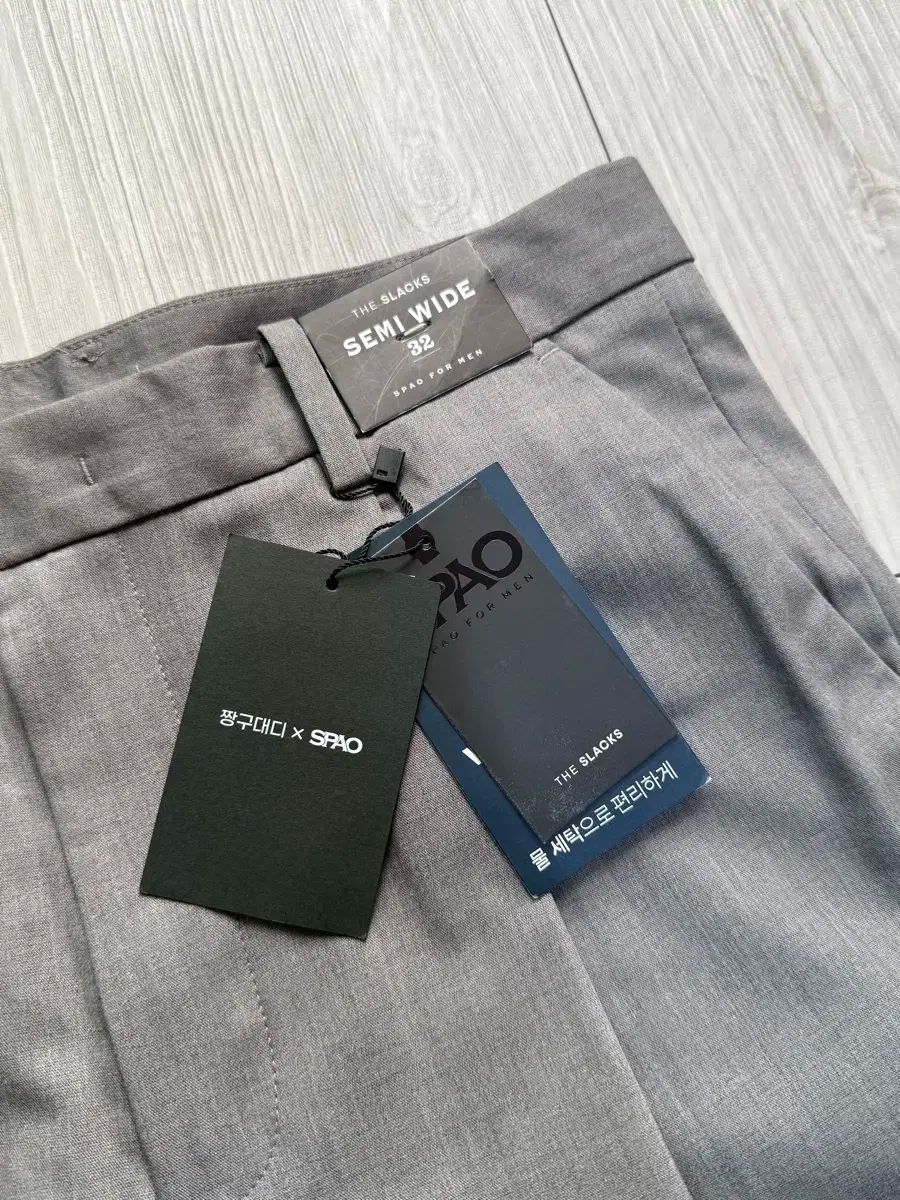 THE SLACKS
SEMI WIDE
32
SPAO FOR MEN
짱구대디 × SPAO
SPAO
SPAO FOR MEN
THE SLACKS
물 세탁으로 편리하게